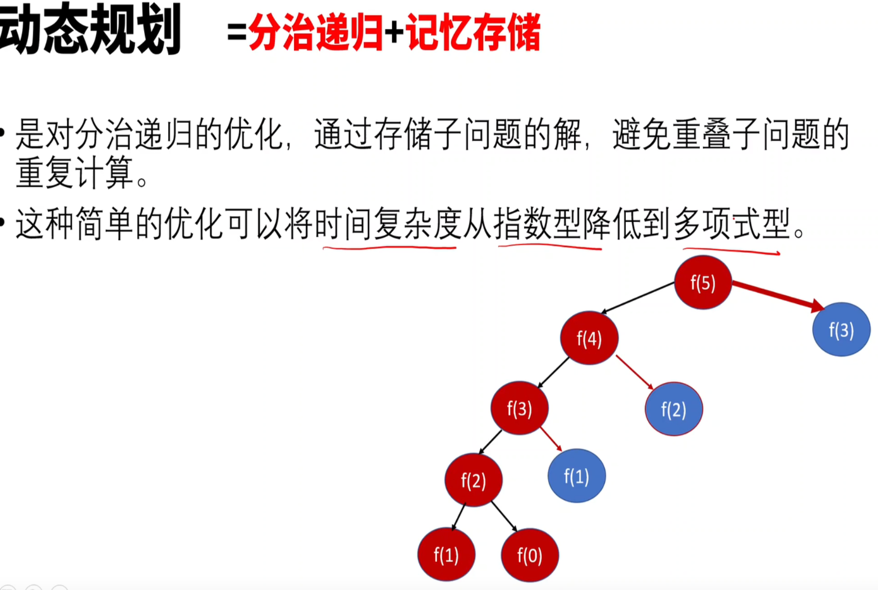 动态规划 =分治递归+记忆存储
• 是对分治递归的优化，通过存储子问题的解，避免重叠子问题的
重复计算。
• 这种简单的优化可以将时间复杂度从指数型降低到多项式型。
f(5)
f(3)
f(4)
f(3)
f(2)
f(2)
f(1)
f(1)
f(0)